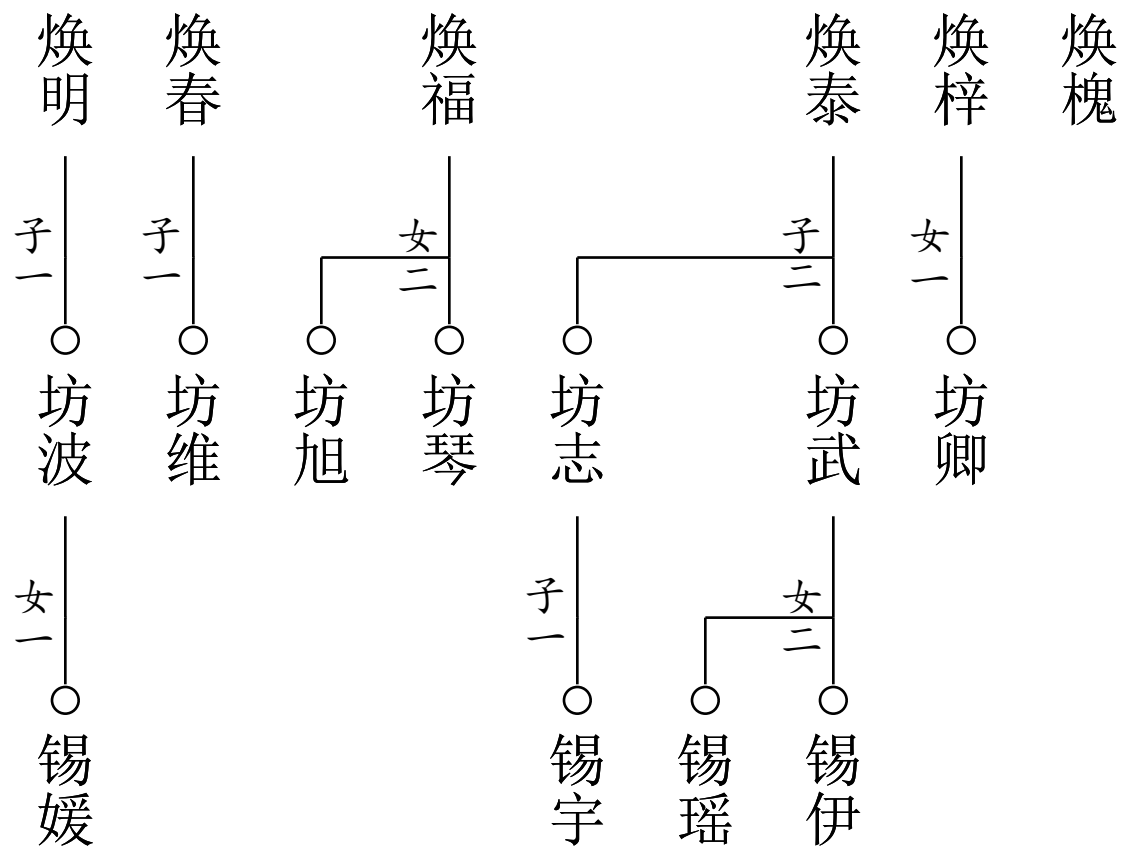 焕槐
焕梓
焕泰
焕福
焕春
焕明
女一
子二
女二
子一
子一
坊卿
坊武
坊志
坊琴
坊旭
坊维
坊波
女二
子一
女一
锡伊
锡瑶
锡宇
锡媛